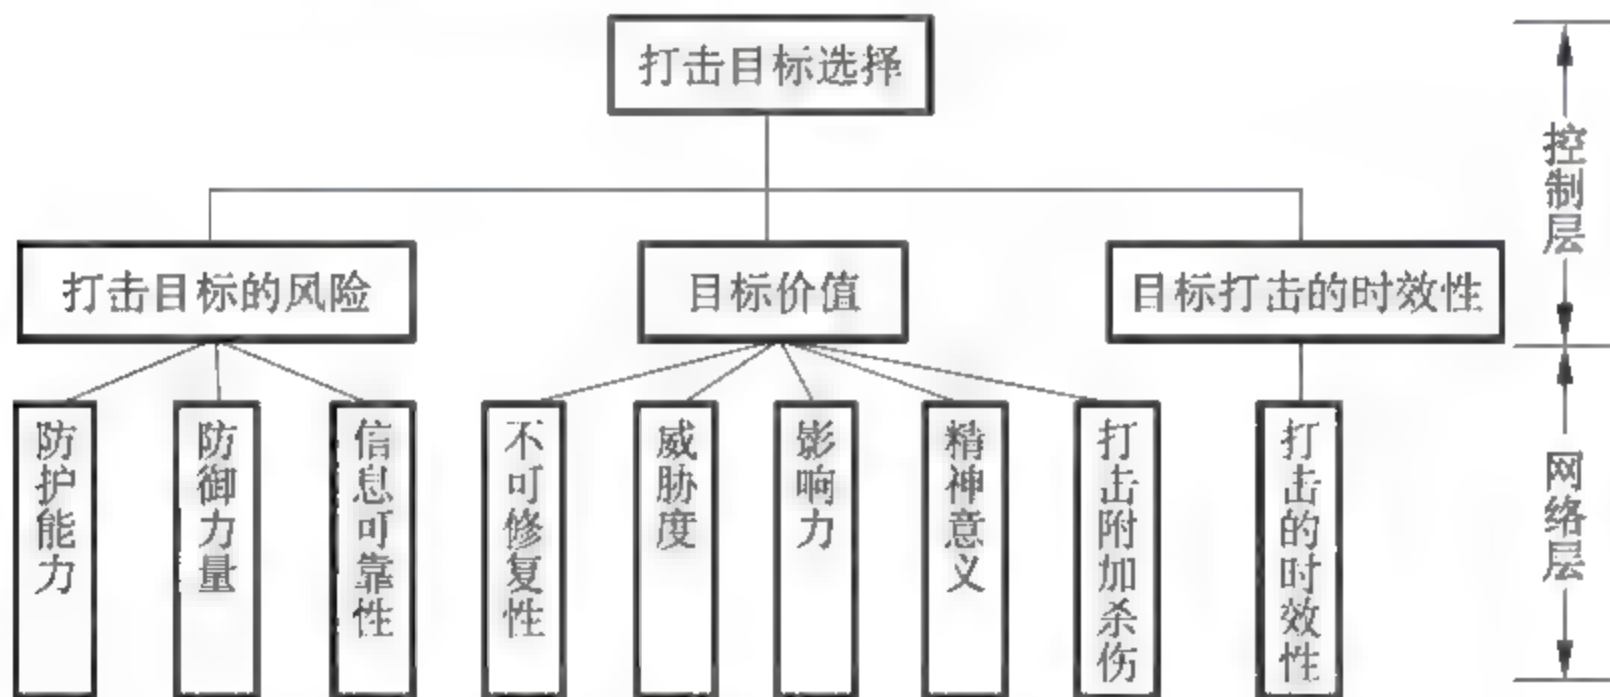 打击目标选择
控制层
打击目标的风险
目标价值
目标打击的时效性
防护能力
防御力量
信息可靠性
不可修复性
威胁度
影响力
精神意义
打击附加杀伤
打击的时效性
网络层